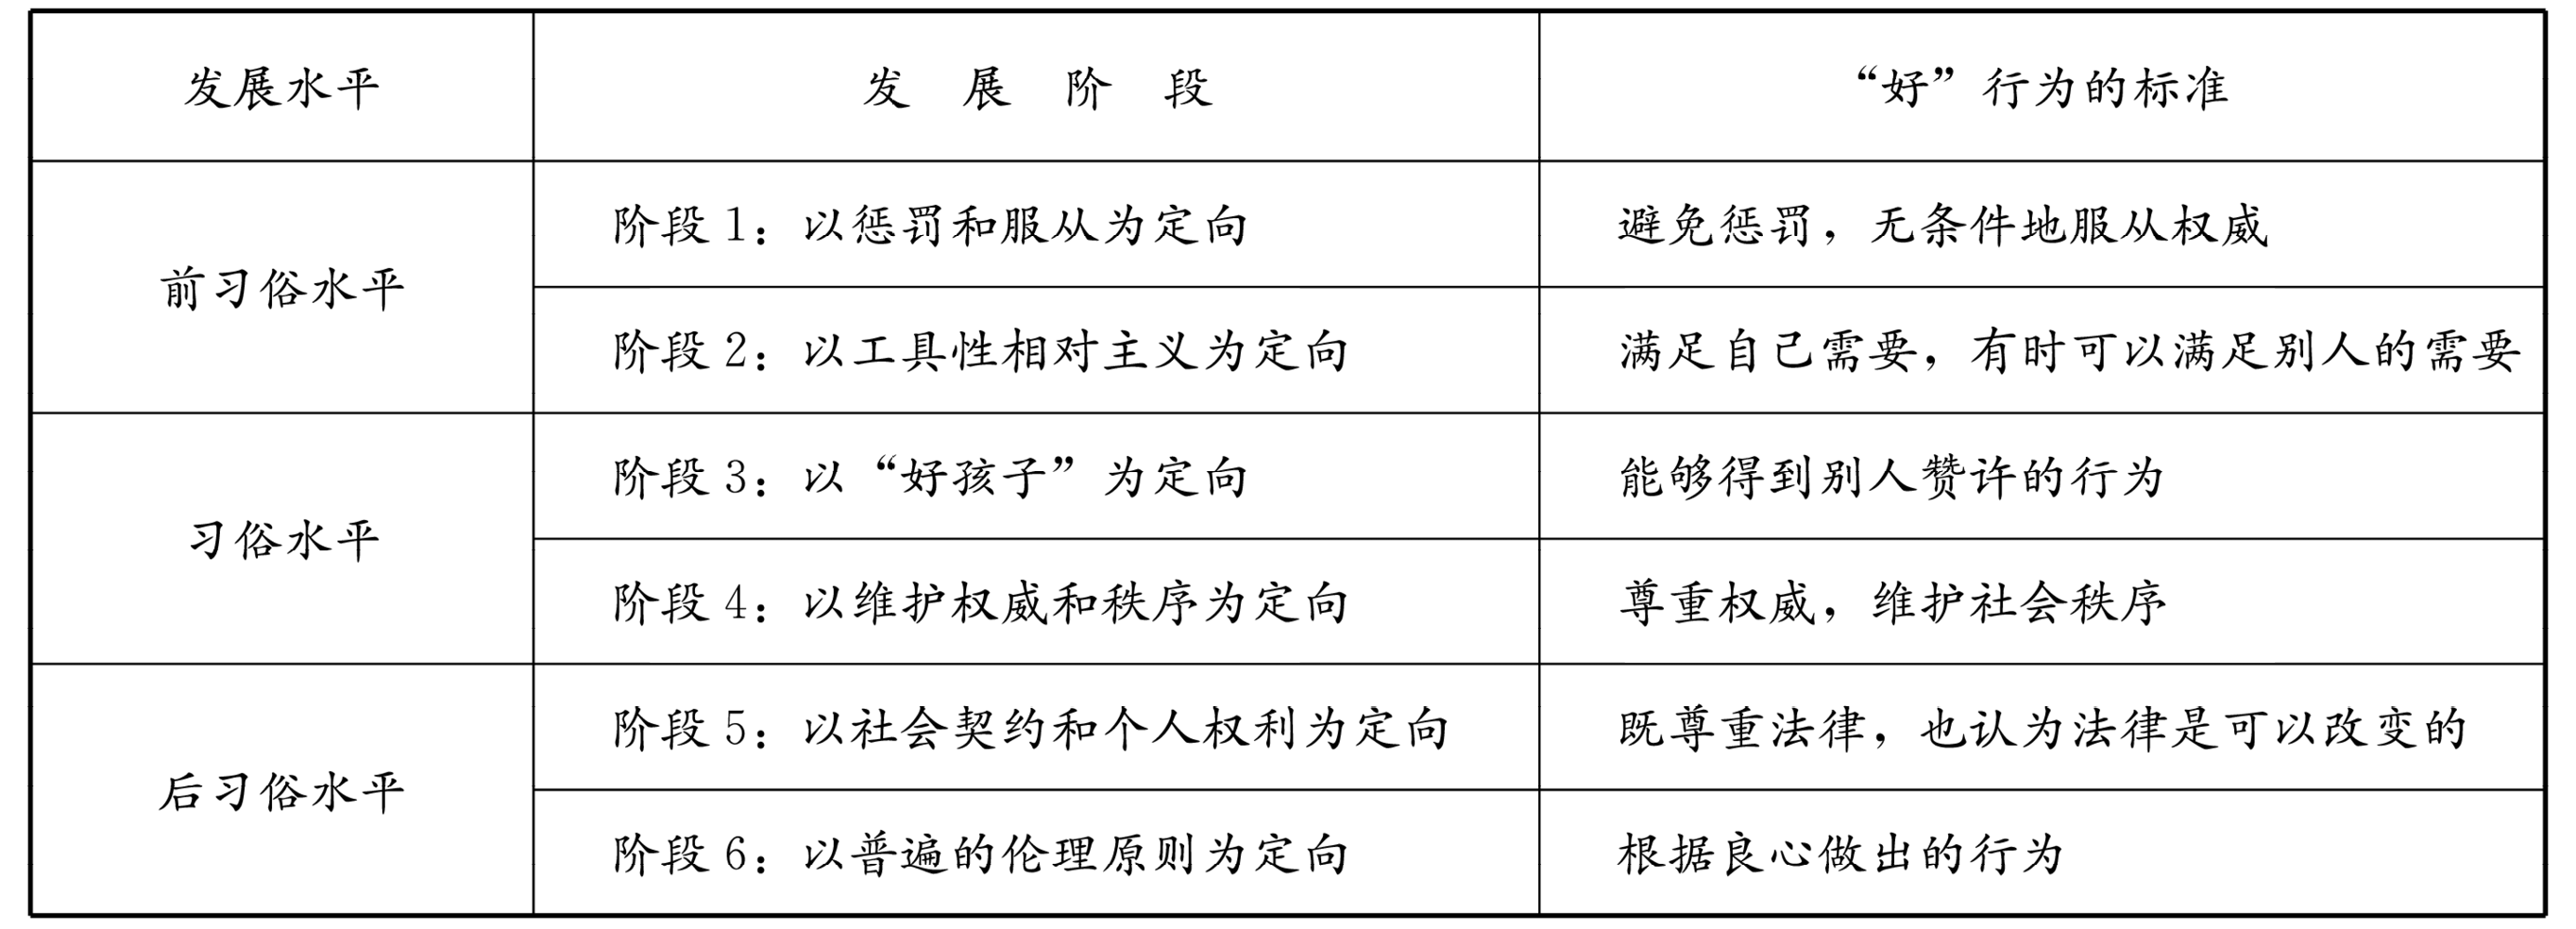 发展水平 发 展 阶 段 “好”行为的标准
前习俗水平
阶段1：以惩罚和服从为定向 避免惩罚，无条件地服从权威
阶段2：以工具性相对主义为定向 满足自己需要，有时可以满足别人的需要
习俗水平
阶段3：以“好孩子”为定向 能够得到别人赞许的行为
阶段4：以维护权威和秩序为定向 尊重权威，维护社会秩序
后习俗水平
阶段5：以社会契约和个人权利为定向 既尊重法律，也认为法律是可以改变的
阶段6：以普遍的伦理原则为定向 根据良心做出的行为